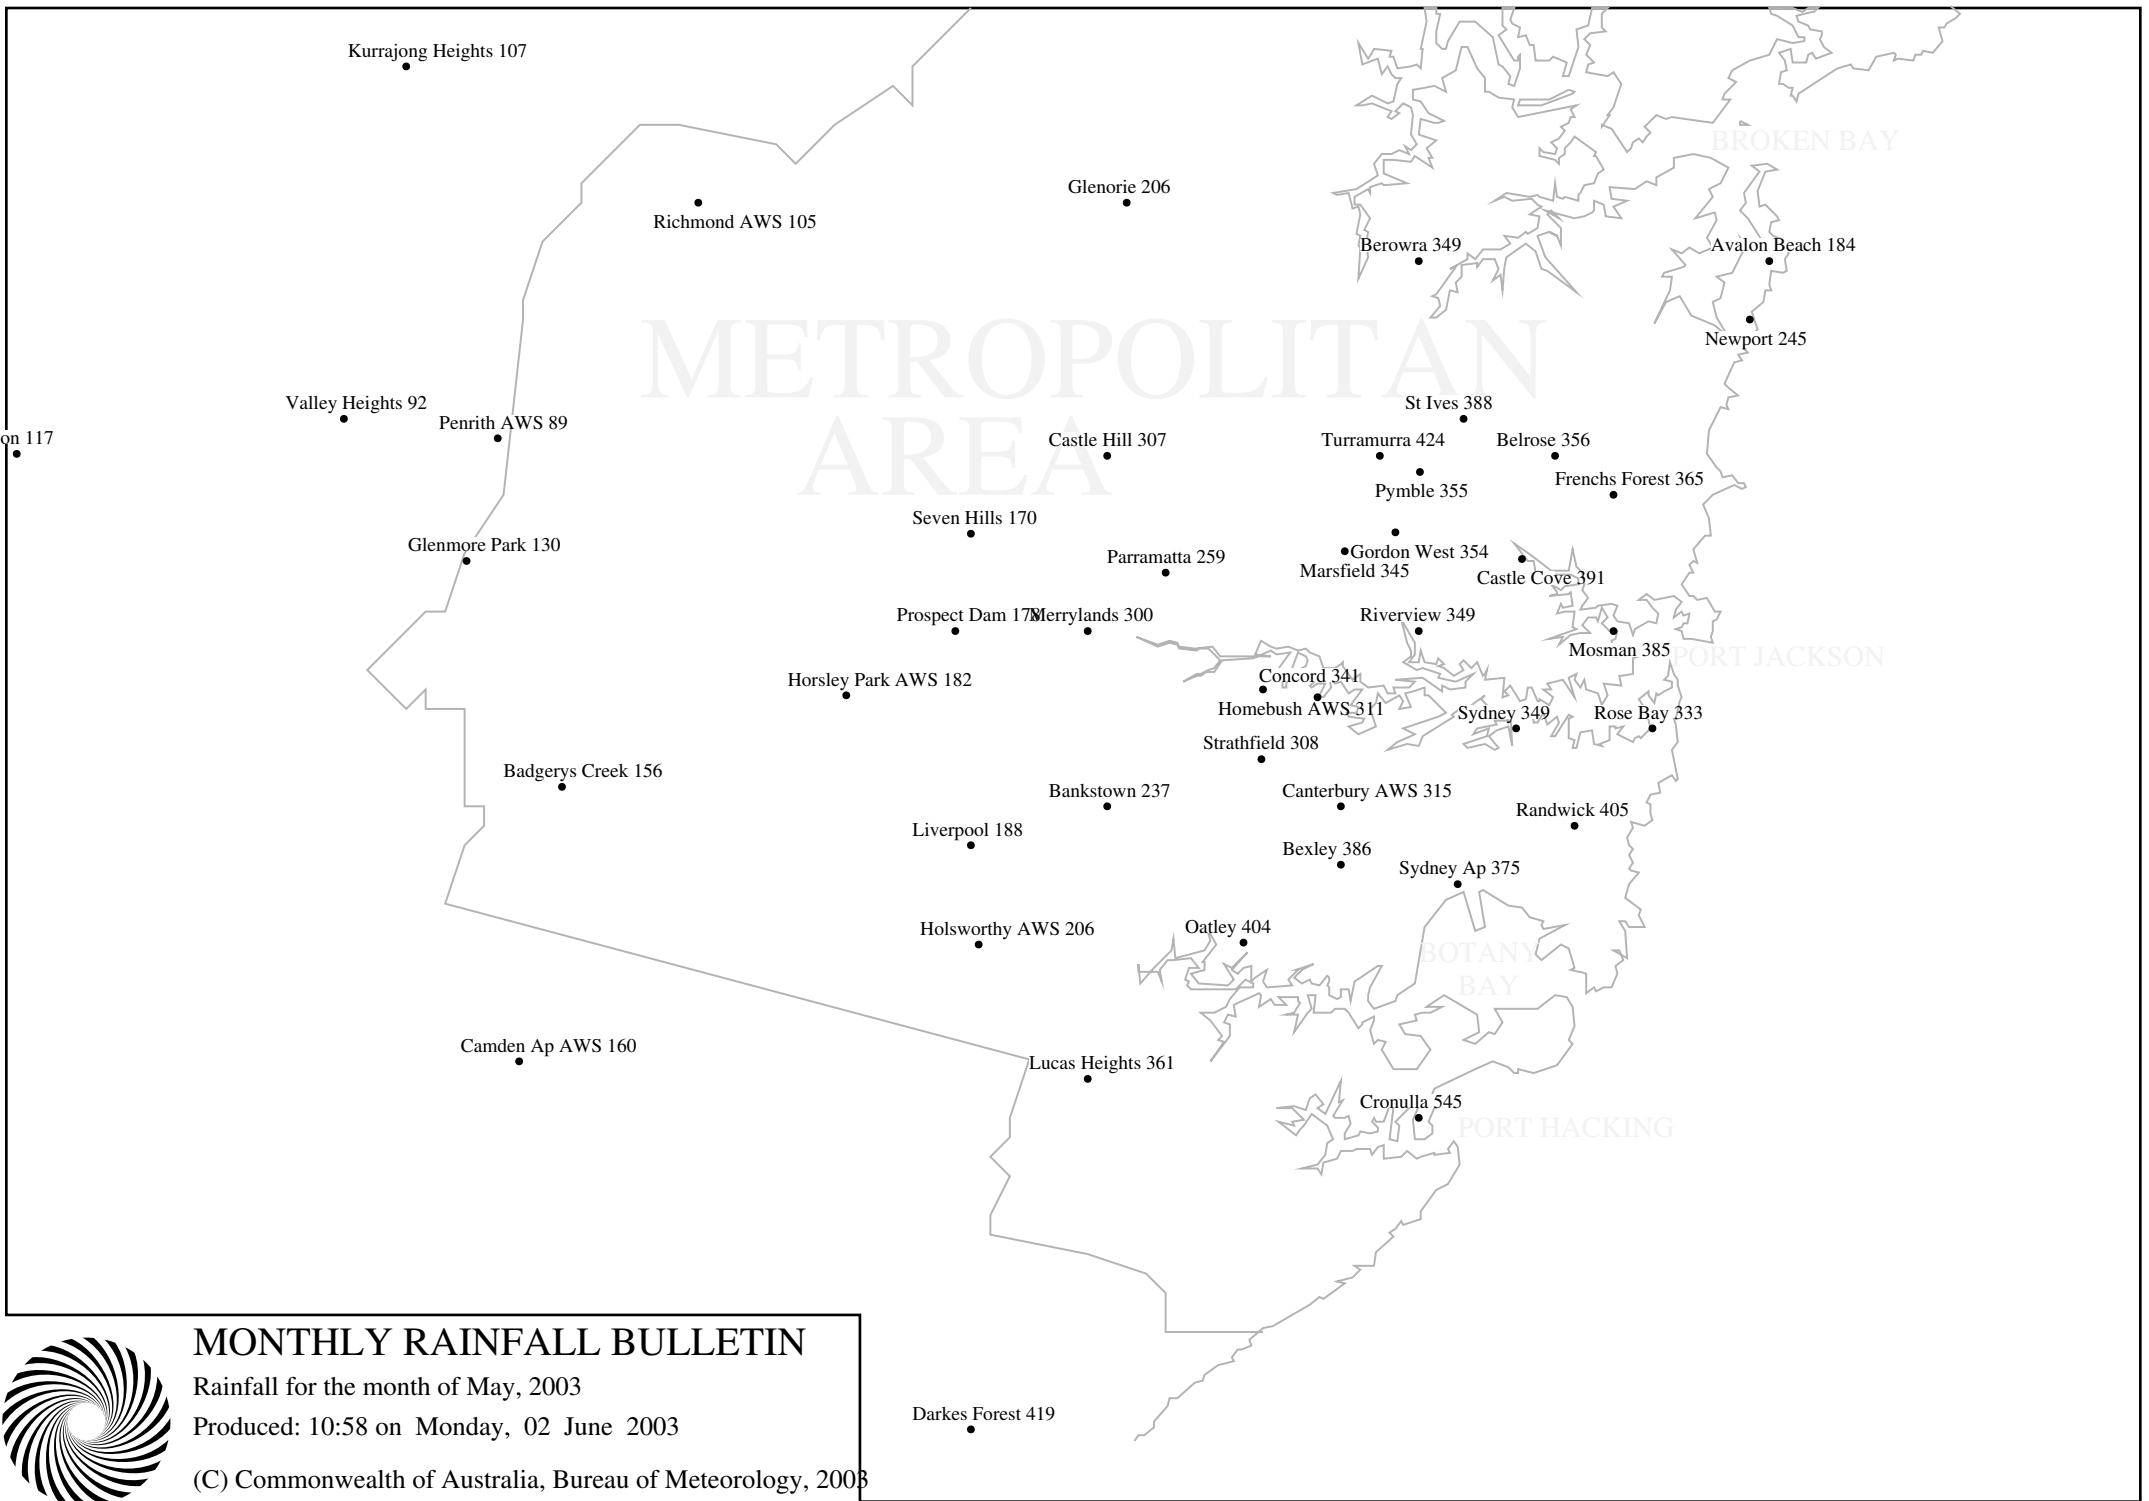 Kurrajong Heights 107
Glenorie 206
Richmond AWS 105
BROKEN BAY
Berowra 349
Avalon Beach 184
METROPOLITAN
AREA
Newport 245
Valley Heights 92
Penrith AWS 89
on 117
St Ives 388
Castle Hill 307
Turramurra 424
Belrose 356
Pymble 355
Frenchs Forest 365
Seven Hills 170
Glenmore Park 130
Parramatta 259
Gordon West 354
Marsfield 345
Castle Cove 391
Prospect Dam
Merrylands 300
Riverview 349
Mosman 385
PORT JACKSON
Horsley Park AWS 182
Concord 341
Homebush AWS 311
Sydney 349
Rose Bay 333
Strathfield 308
Badgerys Creek 156
Bankstown 237
Canterbury AWS 315
Randwick 405
Liverpool 188
Bexley 386
Sydney Ap 375
Holsworthy AWS 206
Oatley 404
BOTANY
BAY
Camden Ap AWS 160
Lucas Heights 361
Cronulla 545
PORT HACKING
MONTHLY RAINFALL BULLETIN
Rainfall for the month of May, 2003
Produced: 10:58 on Monday, 02 June 2003
(C) Commonwealth of Australia, Bureau of Meteorology, 2003
Darkes Forest 419